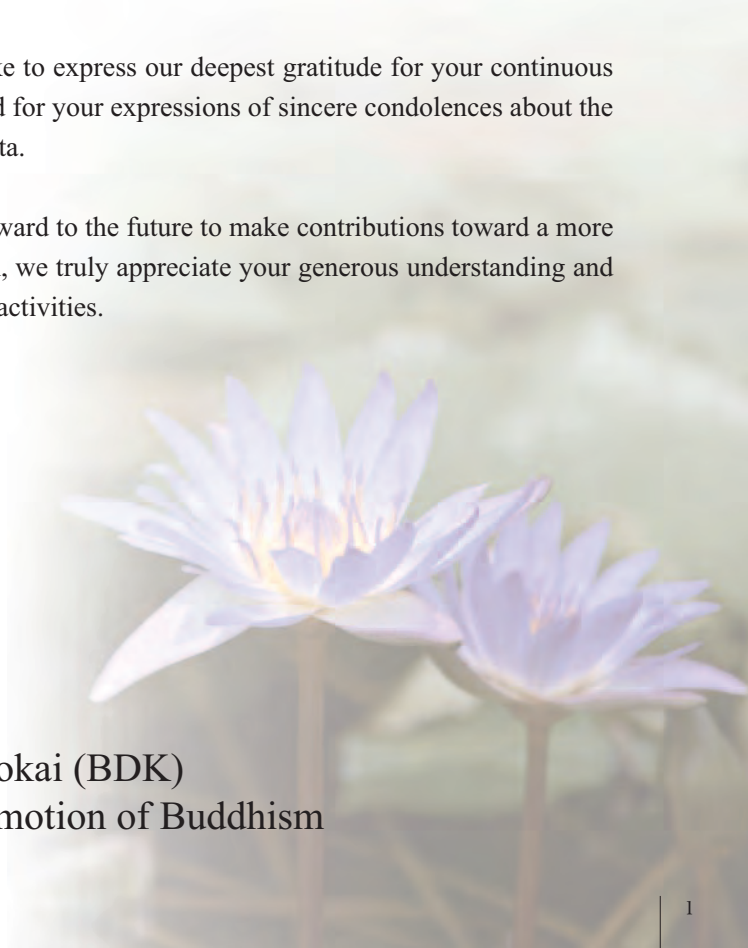 ke to express our deepest gratitude for your continuous
d for your expressions of sincere condolences about the
ta.
ward to the future to make contributions toward a more
, we truly appreciate your generous understanding and
activities.
okai (BDK)
motion of Buddhism
1